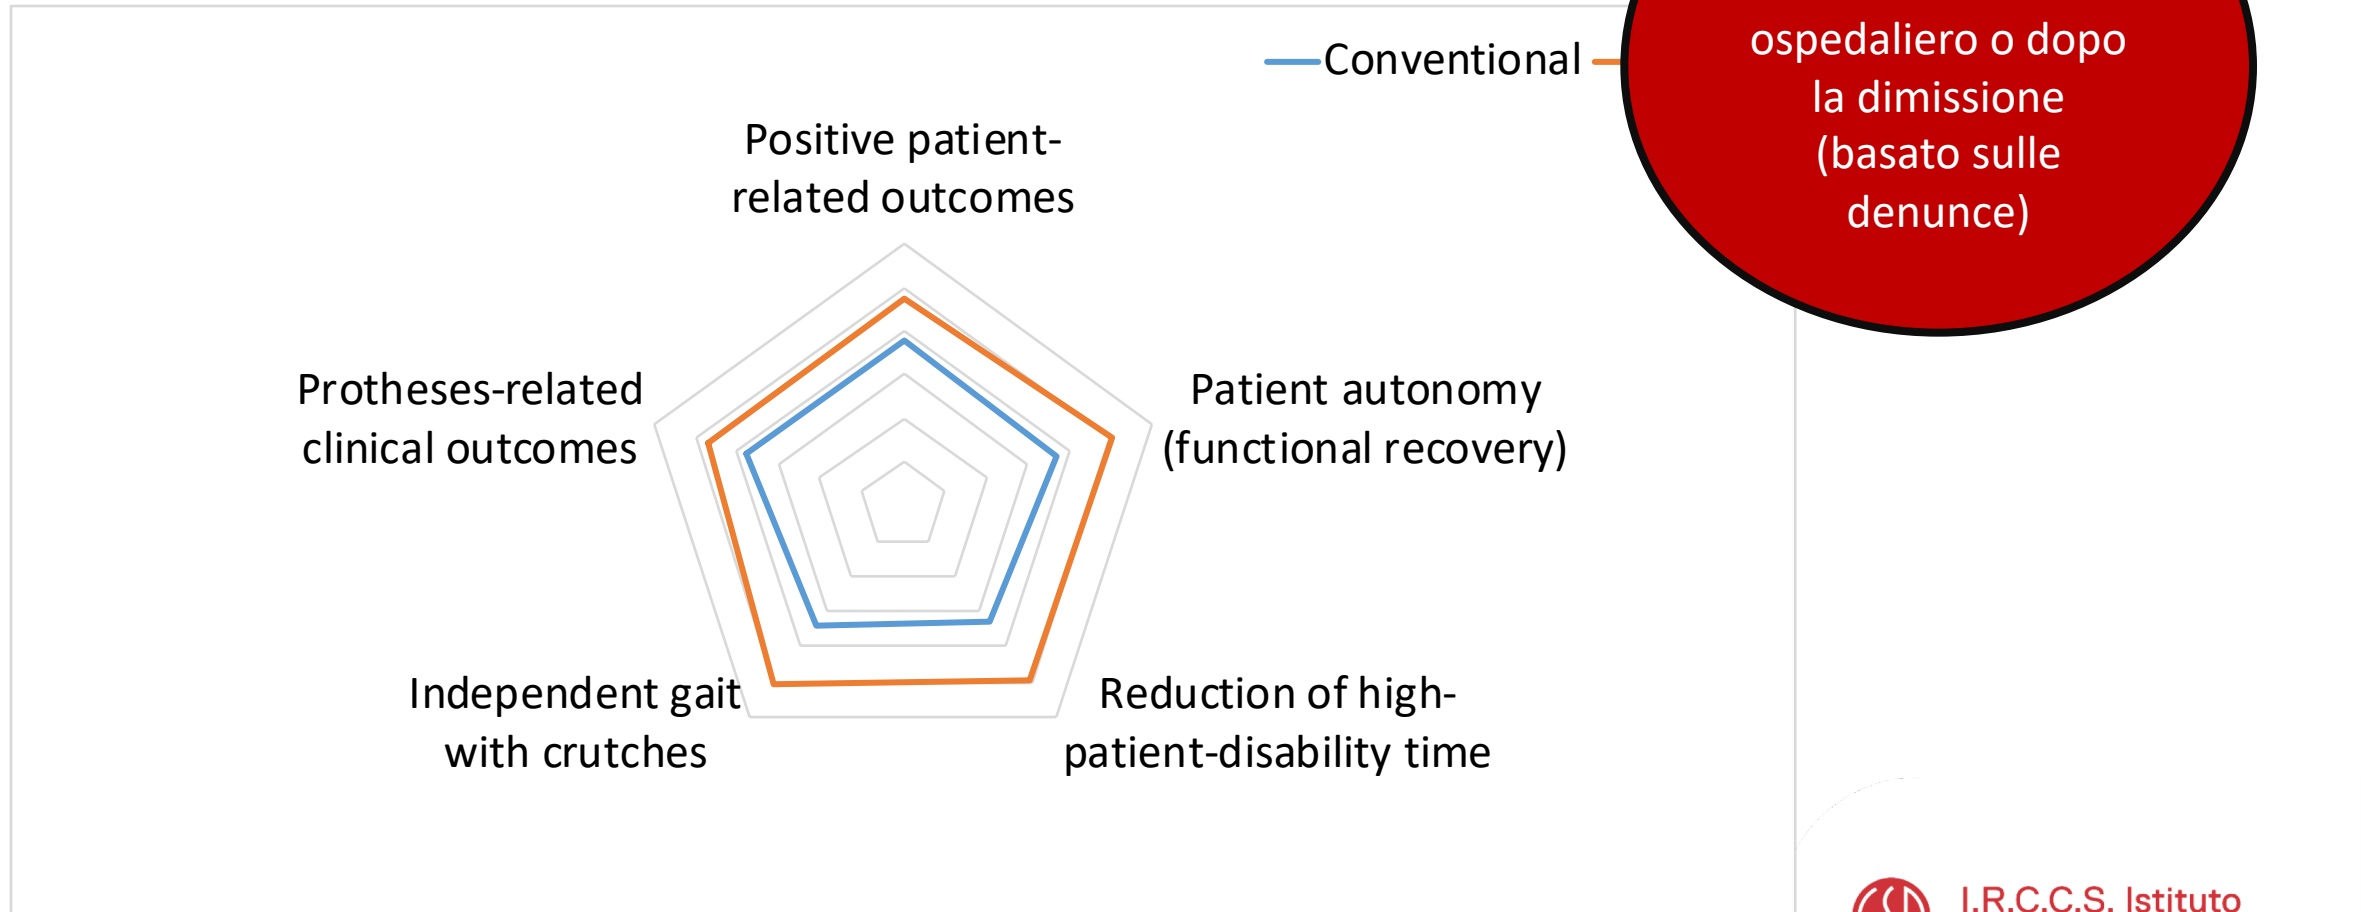 Conventional
ospedaliero o dopo
la dimissione
(basato sulle
denunce)
Positive patient-
related outcomes
Protheses-related
clinical outcomes
Patient autonomy
(functional recovery)
Independent gait
with crutches
Reduction of high-
patient-disability time
I.R.C.C.S. Istituto